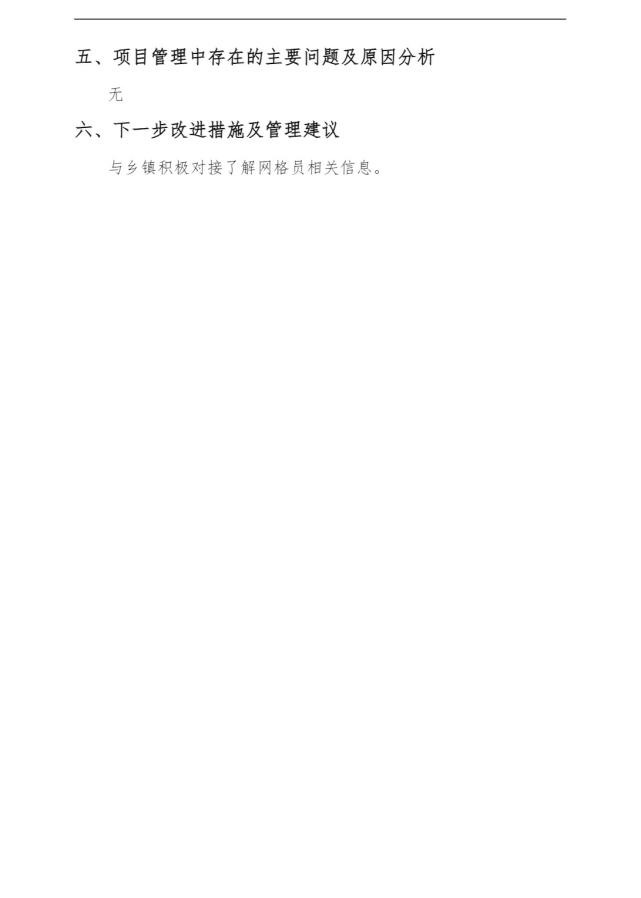 五、项目管理中存在的主要问题及原因分析
无
六、下一步改进措施及管理建议
与乡镇积极对接了解网格员相关信息。